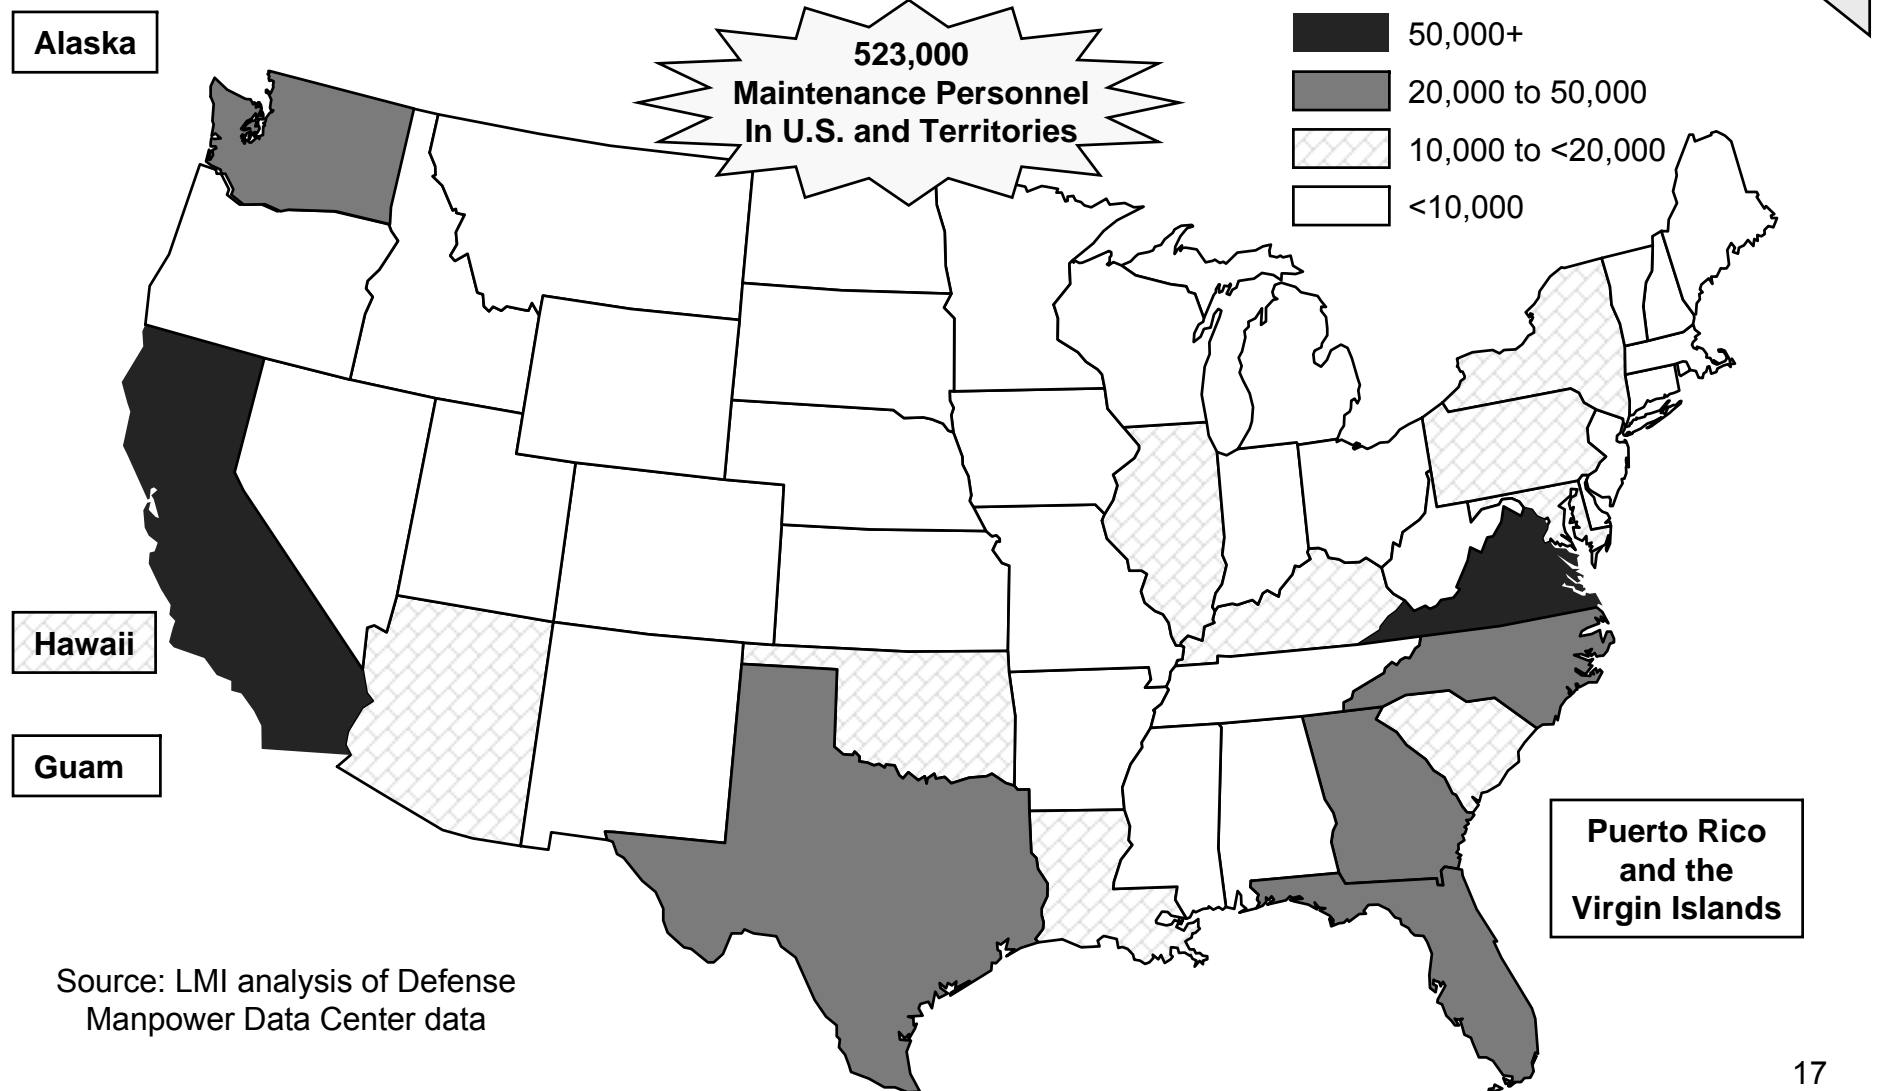 Alaska
523,000
Maintenance Personnel
In U.S. and Territories
50,000+
20,000 to 50,000
10,000 to <20,000
<10,000
Hawaii
Guam
Puerto Rico
and the
Virgin Islands
Source: LMI analysis of Defense
Manpower Data Center data
17